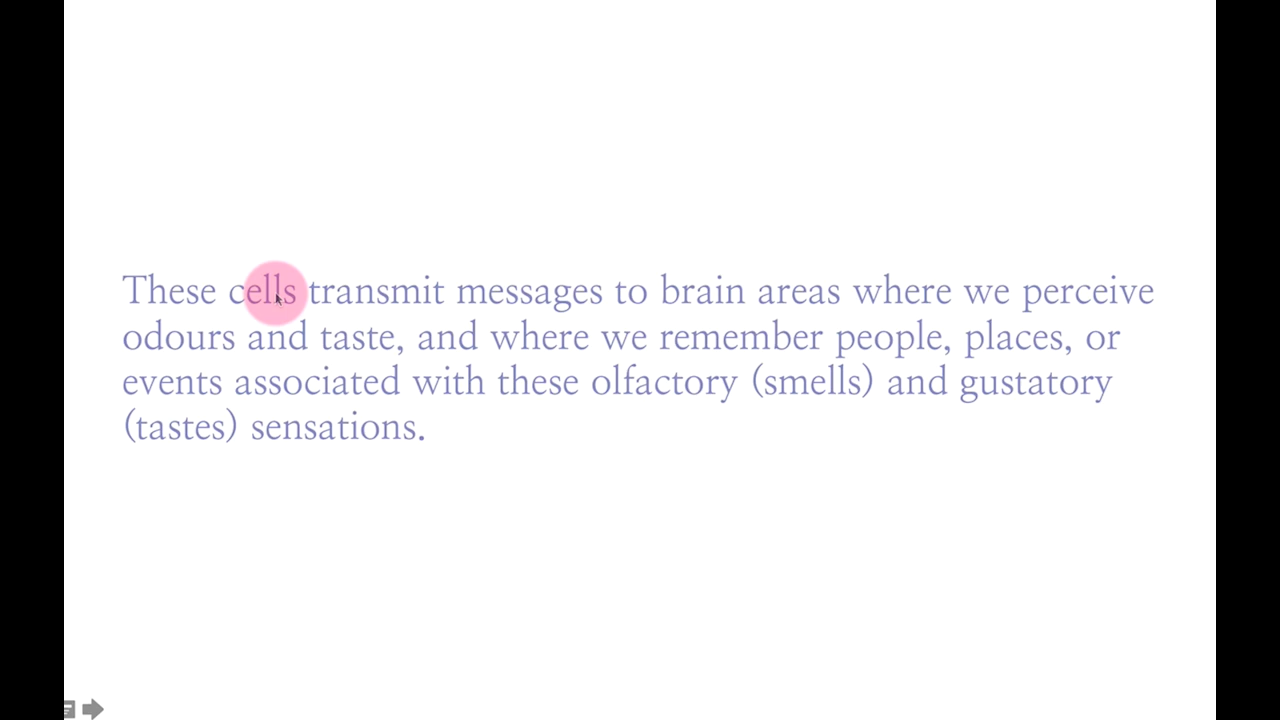 These cells transmit messages to brain areas where we perceive
odours and taste, and where we remember people, places, or
events associated with these olfactory (smells) and gustatory
(tastes) sensations.